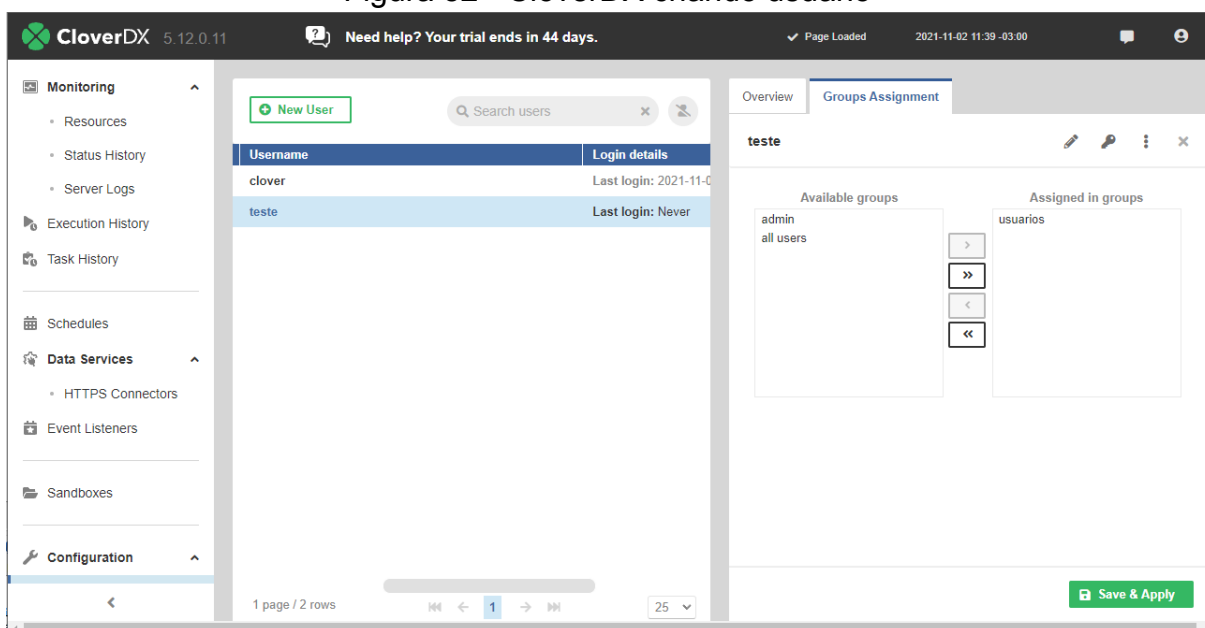 CloverDX 5.12.0.11
Need help? Your trial ends in 44 days.
Page Loaded
2021-11-02 11:39 -03:00
Monitoring
Resources
Status History
Server Logs
Execution History
Task History
Schedules
Data Services
HTTPS Connectors
Event Listeners
Sandboxes
Configuration
New User
Search users
Username Login details
clover Last login: 2021-11-0
teste Last login: Never
1 page / 2 rows
1
25
Overview Groups Assignment
teste
Available groups
admin
all users
Assigned in groups
usuarios
Save & Apply